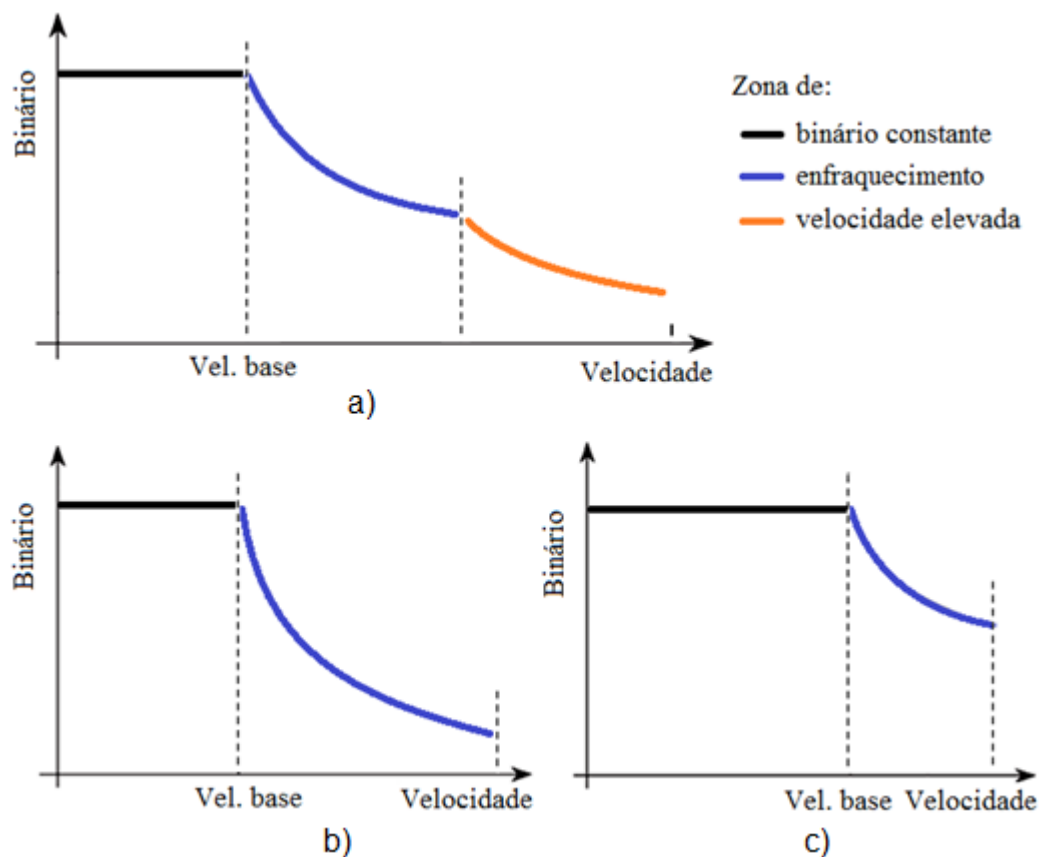 Binário
Zona de:
binário constante
enfraquecimento
velocidade elevada
Vel. base
Velocidade
a)
Binário
Vel. base
Velocidade
b)
Binário
Vel. base
Velocidade
c)